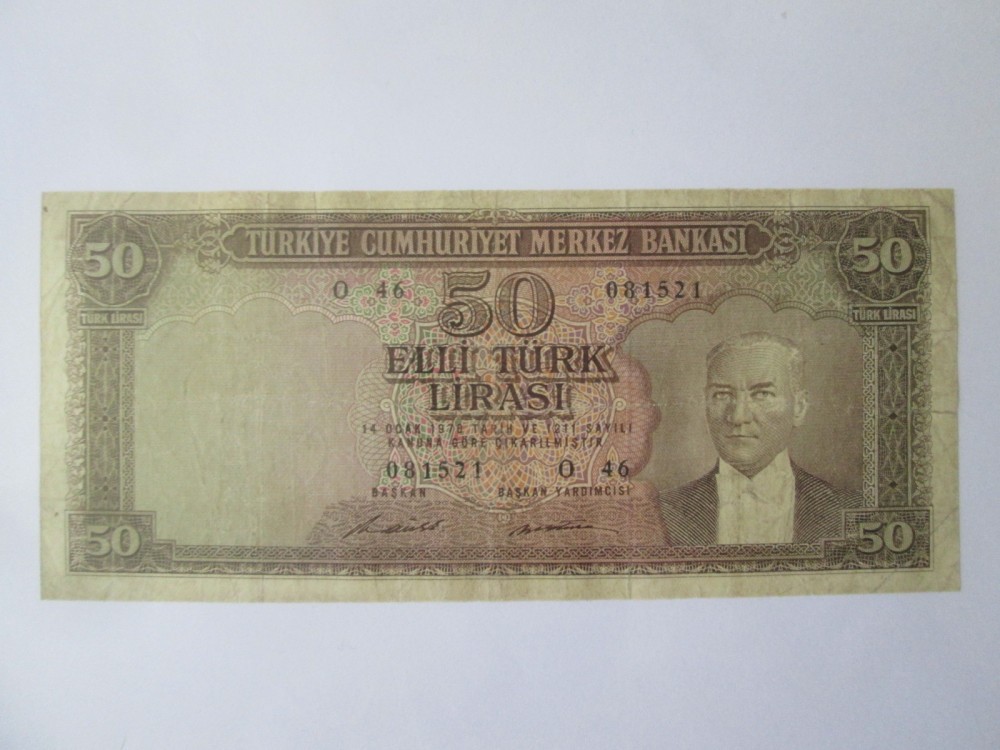 TÜRKİYE CUMHURİYET MERKEZ BANKASI
50 50
O 46 50 081521
TÜRK LİRASI TÜRK LİRASI
ELLİ TÜRK
LİRASI
14 OCAK 1970 TARİH VE 1211 SAYILI
KANUNA GÖRE ÇIKARILMIŞTIR
081521 O 46
BAŞKAN BAŞKAN YARDIMCISI
50 50